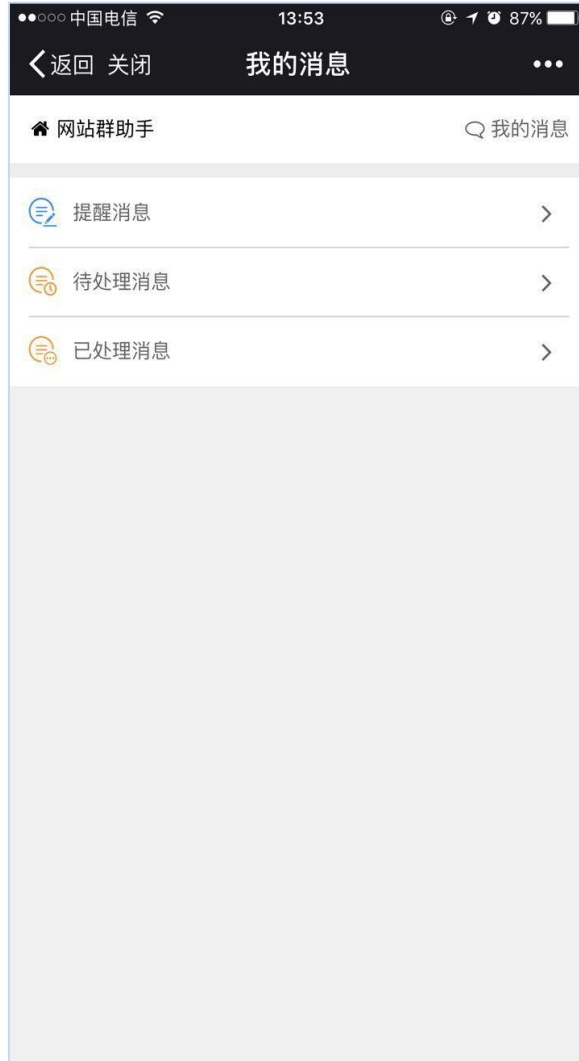 中国电信 13:53 87%
返回 关闭 我的消息
网站群助手 我的消息
提醒消息
待处理消息
已处理消息